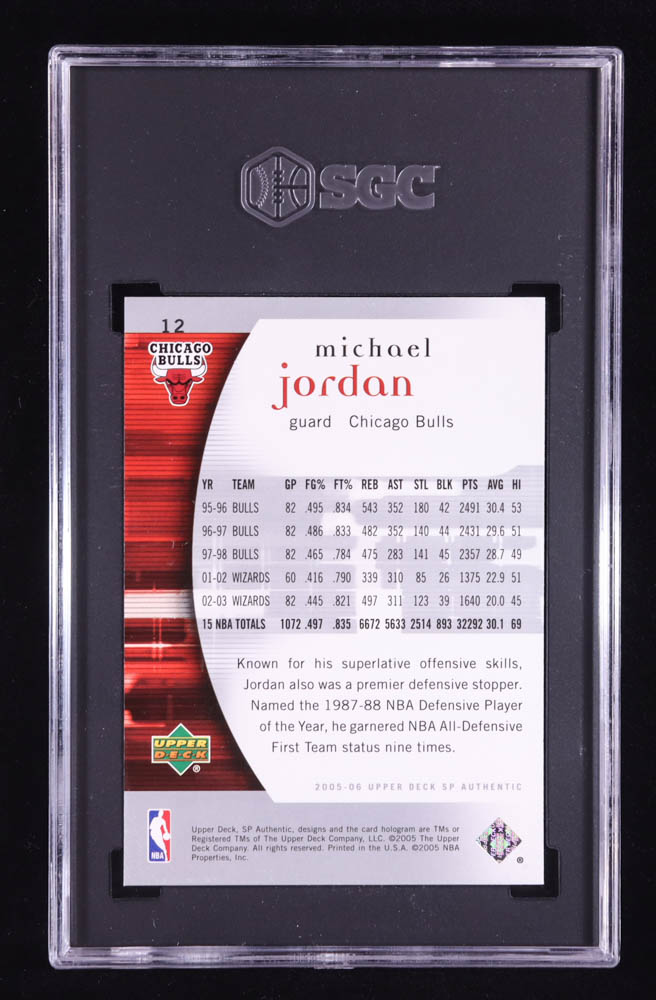 SGC
12
CHICAGO
BULLS
michael
jordan
guard Chicago Bulls
YR TEAM GP FG% FT% REB AST STL BLK PTS AVG HI
95-96 BULLS 82 .495 .834 543 352 180 42 2491 30.4 53
96-97 BULLS 82 .486 .833 482 352 140 44 2431 29.6 51
97-98 BULLS 82 .465 .784 475 283 141 45 2357 28.7 49
01-02 WIZARDS 60 .416 .790 339 310 85 26 1375 22.9 51
02-03 WIZARDS 82 .445 .821 497 311 123 39 1640 20.0 45
15 NBA TOTALS 1072 .497 .835 6672 5633 2514 893 32292 30.1 69
Known for his superlative offensive skills,
Jordan also was a premier defensive stopper.
Named the 1987-88 NBA Defensive Player
of the Year, he garnered NBA All-Defensive
First Team status nine times.
UPPER
DECK
®
2005-06 UPPER DECK SP AUTHENTIC
NBA
Upper Deck, SP Authentic, designs and the card hologram are TMs or
Registered TMs of The Upper Deck Company, LLC. ©2005 The Upper
Deck Company. All rights reserved. Printed in the U.S.A. ©2005 NBA
Properties, Inc.
®